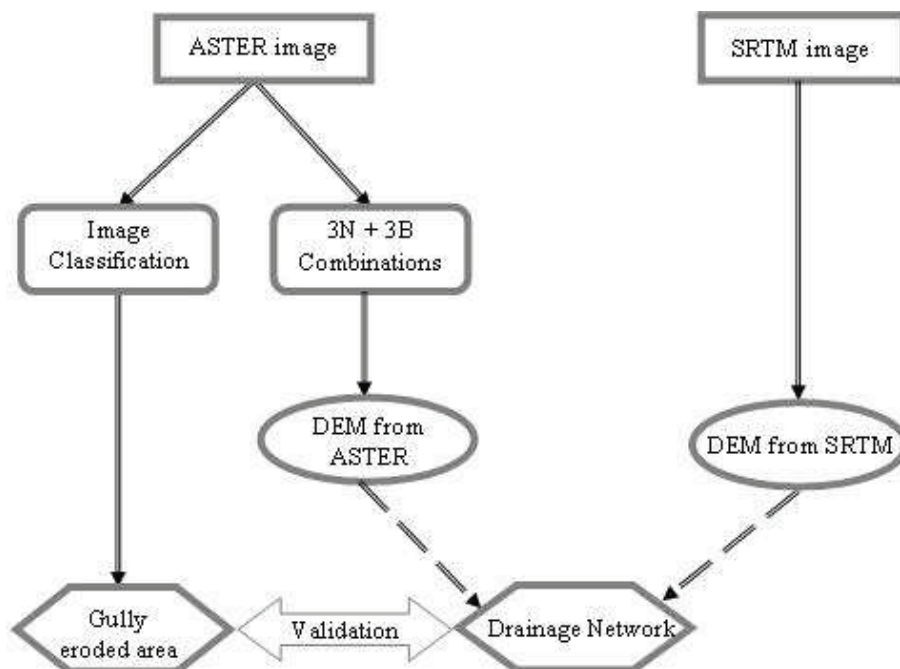 ASTER image
SRTM image
Image
Classification
3N + 3B
Combinations
DEM from
ASTER
DEM from SRTM
Gully
eroded area
Validation
Drainage Network